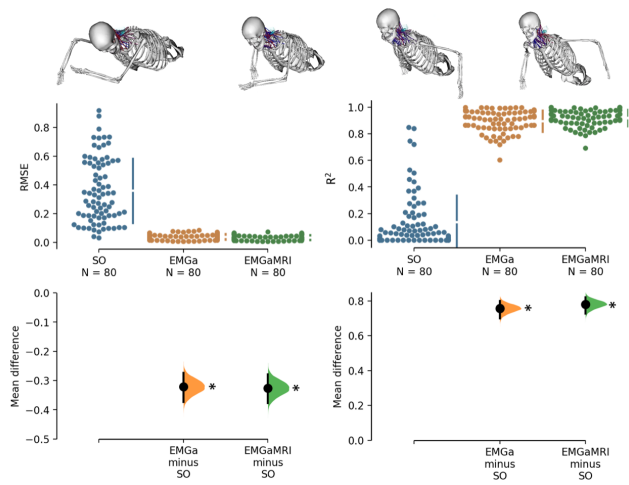 RMSE
0.8
0.6
0.4
0.2
0.0
SO
N = 80
EMGa
N = 80
EMGaMRI
N = 80
R²
1.0
0.8
0.6
0.4
0.2
0.0
SO
N = 80
EMGa
N = 80
EMGaMRI
N = 80
Mean difference
0.0
−0.1
−0.2
−0.3
−0.4
−0.5
*
*
EMGa
minus
SO
EMGaMRI
minus
SO
Mean difference
0.8
0.6
0.4
0.2
0.0
*
*
EMGa
minus
SO
EMGaMRI
minus
SO